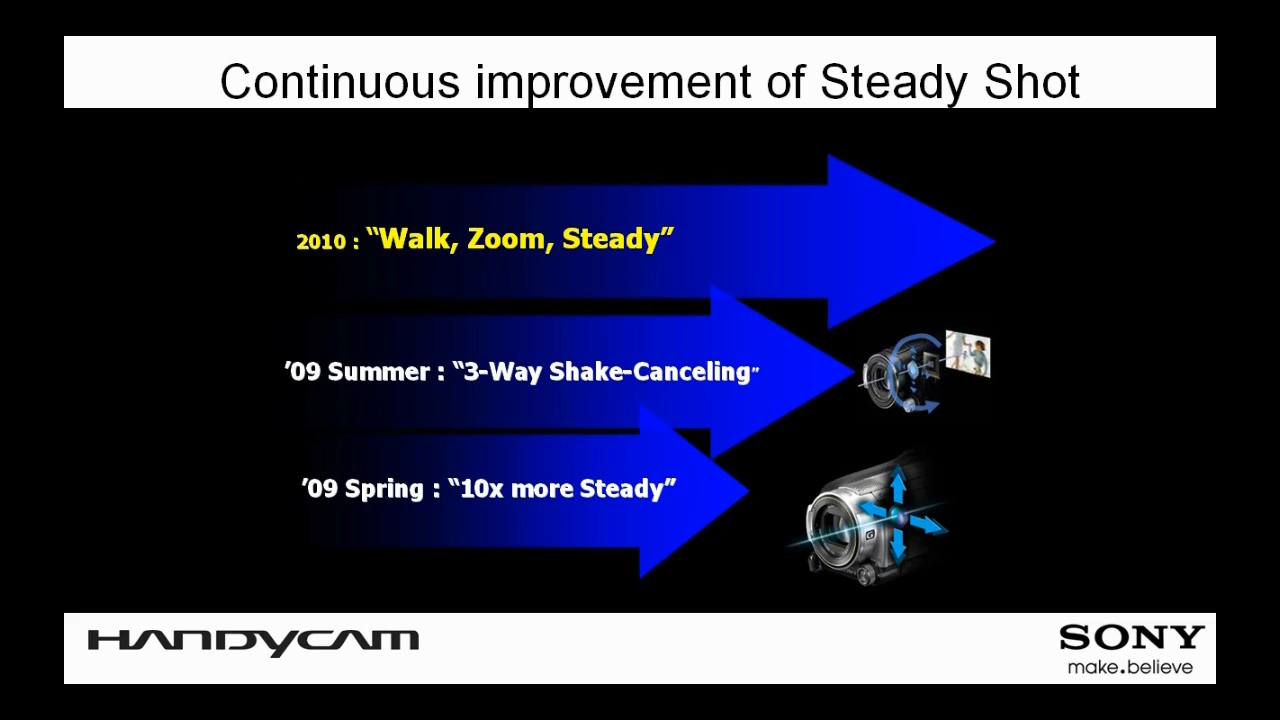 Continuous improvement of Steady Shot
2010 : “Walk, Zoom, Steady”
’09 Summer : “3-Way Shake-Canceling”
’09 Spring : “10x more Steady”
G
HANDYCAM
SONY
make.believe